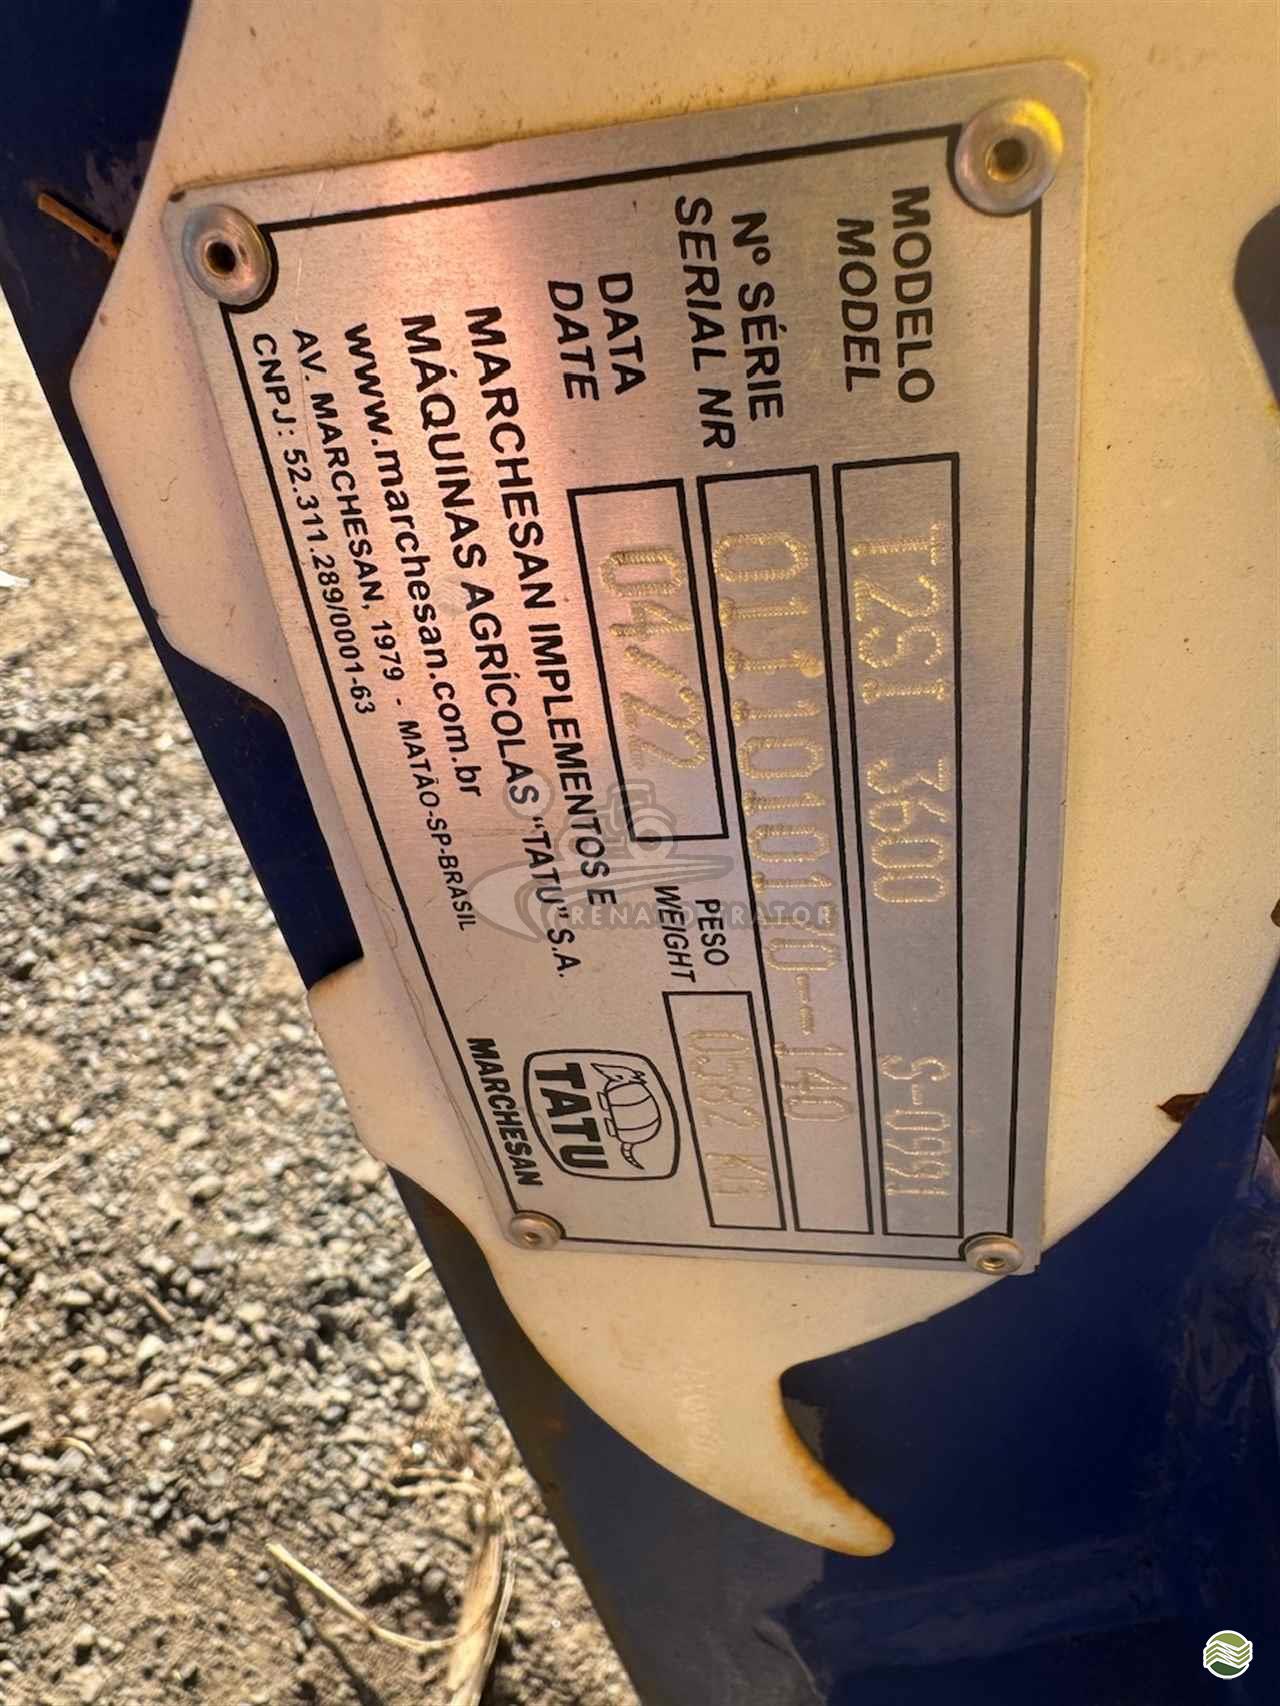 MODELO
MODEL
T2SI 3600 S-0991
Nº SÉRIE
SERIAL NR
DATA
DATE
04/22
PESO
WEIGHT
0582 KG
MARCHESAN IMPLEMENTOS E
MÁQUINAS AGRÍCOLAS “TATU” S.A.
www.marchesan.com.br
AV. MARCHESAN, 1979 - MATÃO-SP-BRASIL
CNPJ: 52.311.289/0001-63
TATU
MARCHESAN
RENATO TRATOR